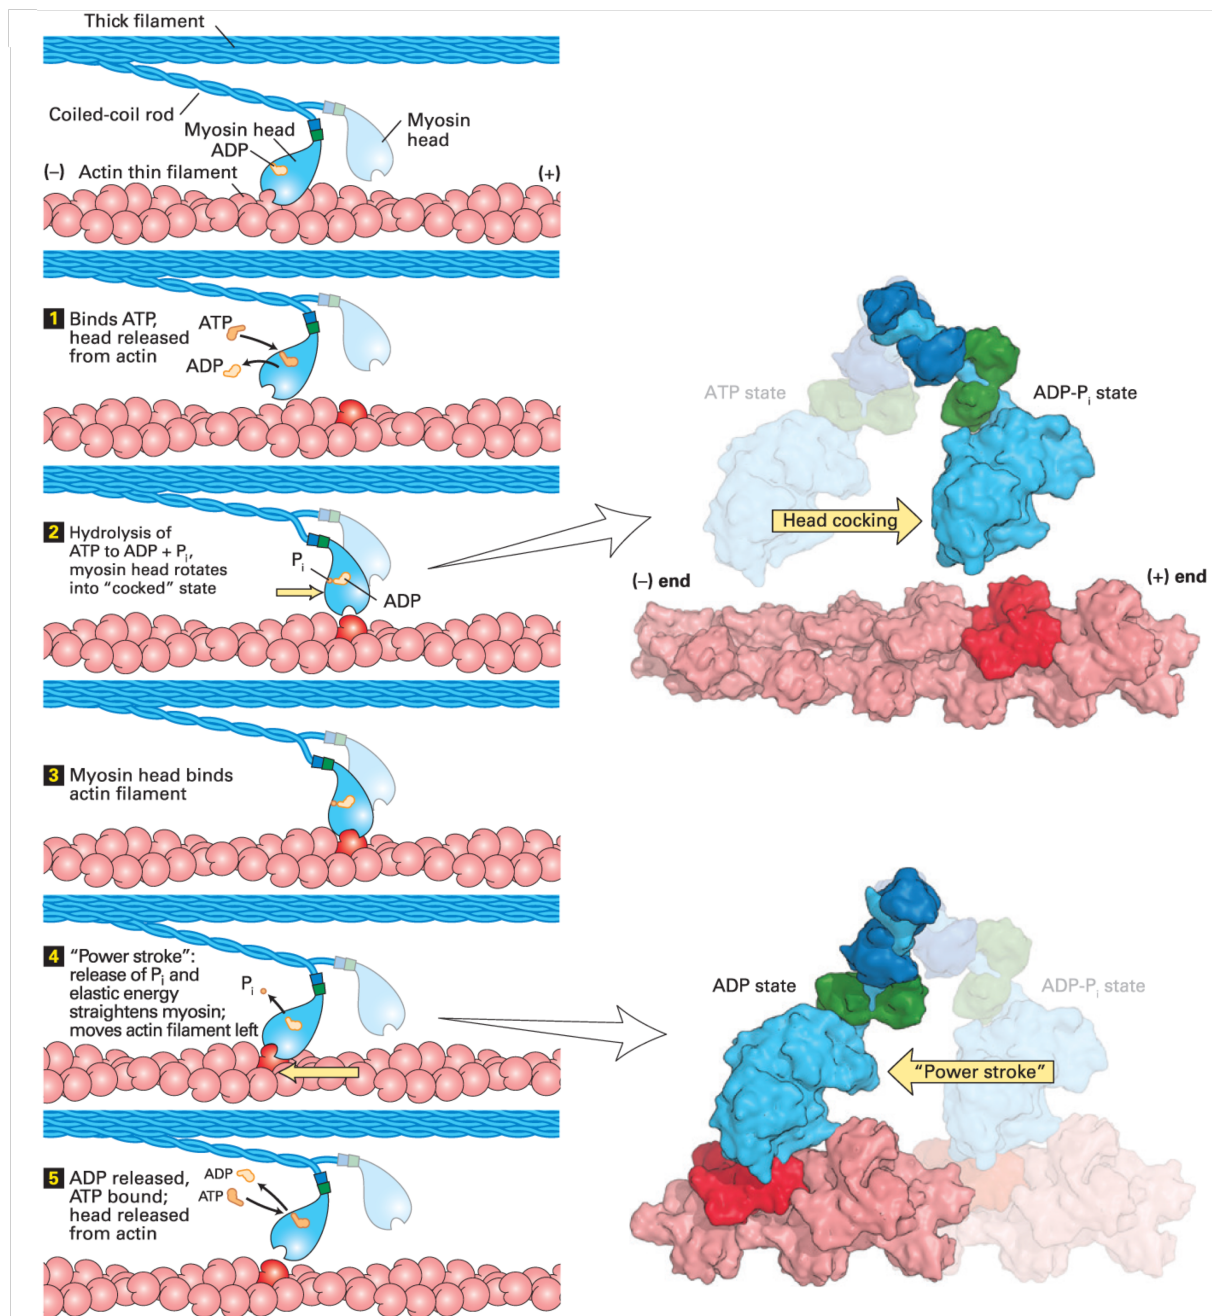 Thick filament
Coiled-coil rod
Myosin head
ADP
Myosin
head
(–)
Actin thin filament
(+)
1 Binds ATP,
head released
from actin
ATP
ADP
2 Hydrolysis of
ATP to ADP + Pi,
myosin head rotates
into “cocked” state
Pi
ADP
3 Myosin head binds
actin filament
4 “Power stroke”:
release of Pi and
elastic energy
straightens myosin;
moves actin filament left
Pi
5 ADP released,
ATP bound;
head released
from actin
ADP
ATP
ATP state
ADP-Pi state
Head cocking
(–) end
(+) end
ADP state
ADP-Pi state
“Power stroke”